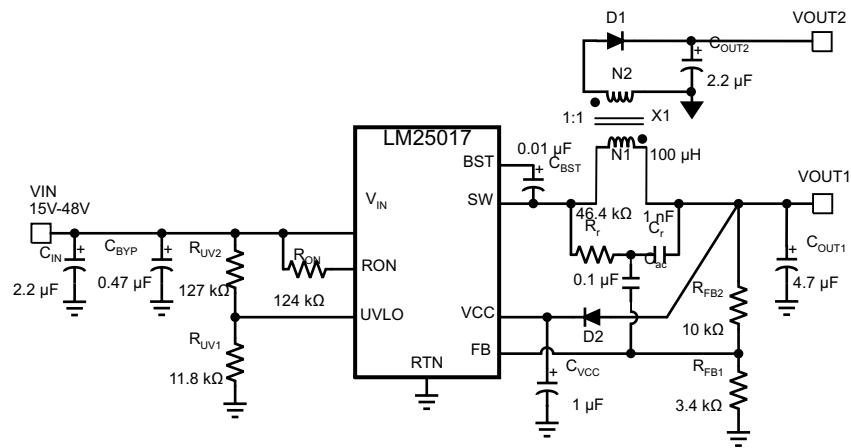 D1
VOUT2
COUT2
2.2 µF
N2
1:1
X1
LM25017
0.01 µF
N1
100 µH
BST
CBST
VOUT1
VIN
15V-48V
VIN
SW
46.4 kΩ
1 nF
Rr
Cr
Cac
CIN
CBYP
RUV2
RON
RON
COUT1
2.2 µF
0.47 µF
127 kΩ
124 kΩ
0.1 µF
RFB2
4.7 µF
UVLO
VCC
D2
10 kΩ
RUV1
FB
RTN
CVCC
RFB1
11.8 kΩ
1 µF
3.4 kΩ